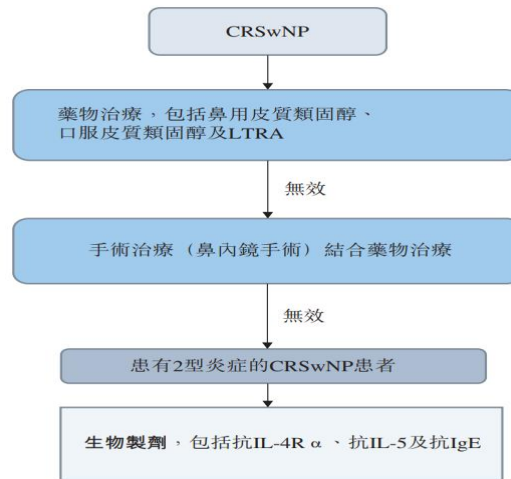 CRSwNP
藥物治療，包括鼻用皮質類固醇、
口服皮質類固醇及LTRA
無效
手術治療（鼻內鏡手術）結合藥物治療
無效
患有2型炎症的CRSwNP患者
生物製劑，包括抗IL-4R α、抗IL-5及抗IgE